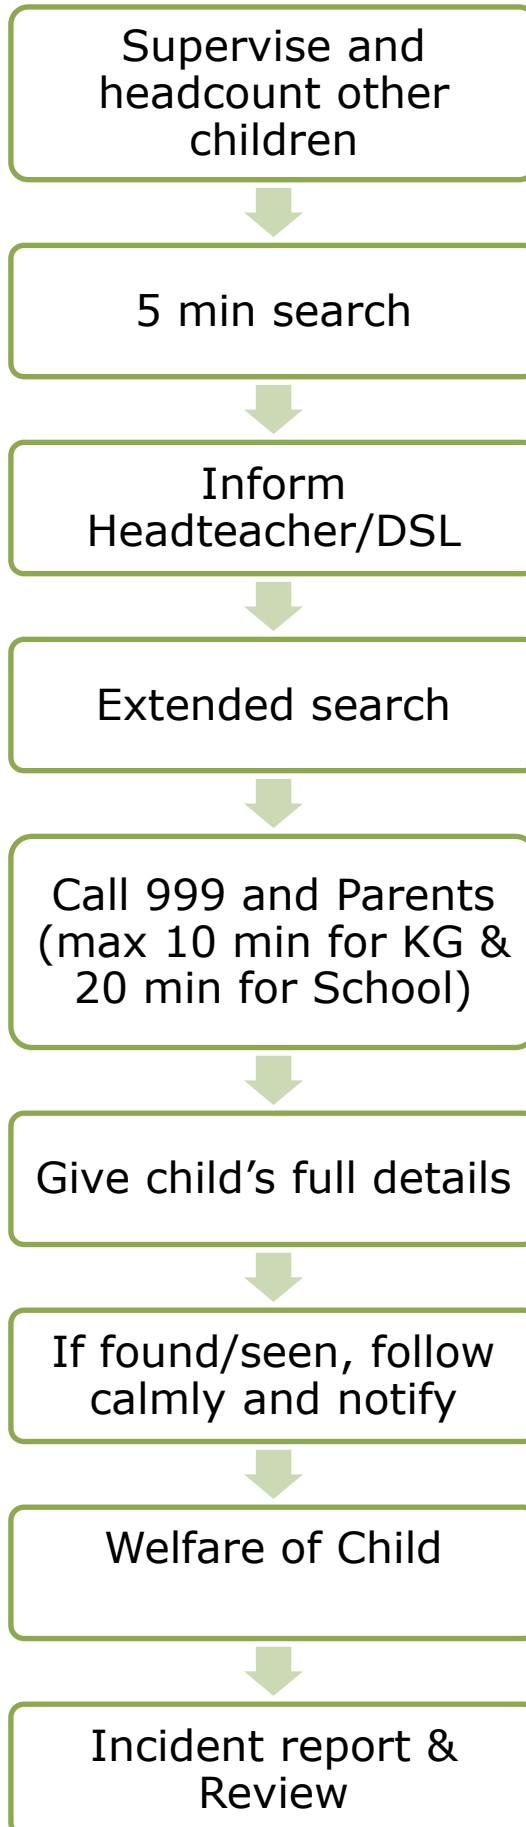 Supervise and
headcount other
children
5 min search
Inform
Headteacher/DSL
Extended search
Call 999 and Parents
(max 10 min for KG &
20 min for School)
Give child’s full details
If found/seen, follow
calmly and notify
Welfare of Child
Incident report &
Review